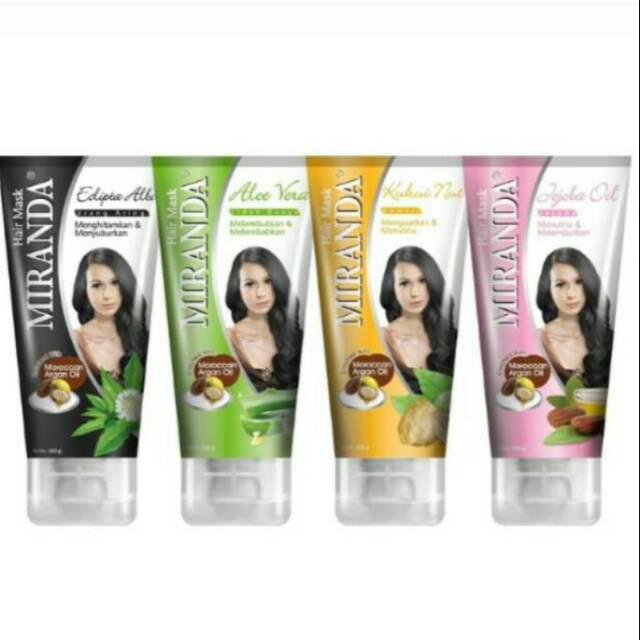 Hair Mask
MIRANDA®
Edipta Alba
Urang Aring
Menghitamkan &
Menyuburkan
Moroccan
Argan Oil
Hair Mask
MIRANDA®
Aloe Vera
Lidah Buaya
Melembutkan &
Melembabkan
Moroccan
Argan Oil
Hair Mask
MIRANDA®
Kukui Nut
Kemiri
Menguatkan &
Menutrisi
Moroccan
Argan Oil
Hair Mask
MIRANDA®
Jojoba Oil
Menutrisi &
Melembutkan
Moroccan
Argan Oil